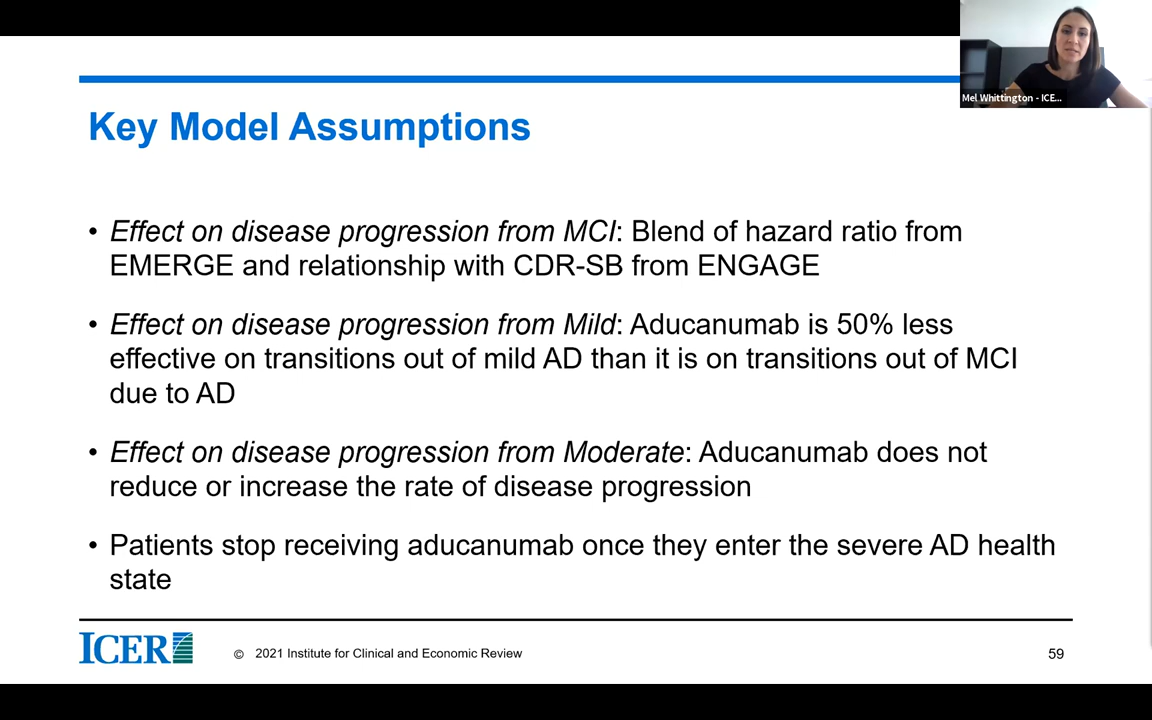 Mel Whittington - ICE...
Key Model Assumptions
• Effect on disease progression from MCI: Blend of hazard ratio from
EMERGE and relationship with CDR-SB from ENGAGE
• Effect on disease progression from Mild: Aducanumab is 50% less
effective on transitions out of mild AD than it is on transitions out of MCI
due to AD
• Effect on disease progression from Moderate: Aducanumab does not
reduce or increase the rate of disease progression
• Patients stop receiving aducanumab once they enter the severe AD health
state
ICER
© 2021 Institute for Clinical and Economic Review
59